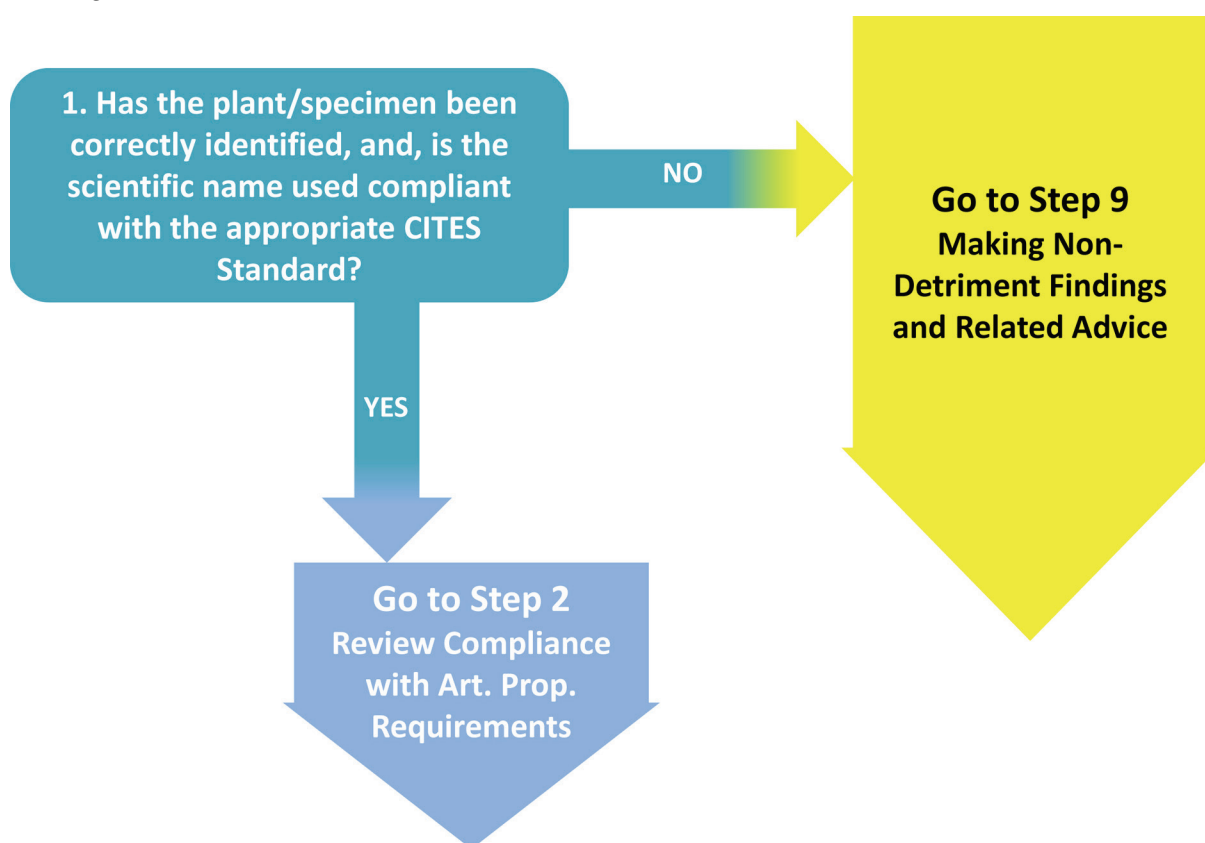 1. Has the plant/specimen been
correctly identified, and, is the
scientific name used compliant
with the appropriate CITES
Standard?
NO
Go to Step 9
Making Non-
Detriment Findings
and Related Advice
YES
Go to Step 2
Review Compliance
with Art. Prop.
Requirements